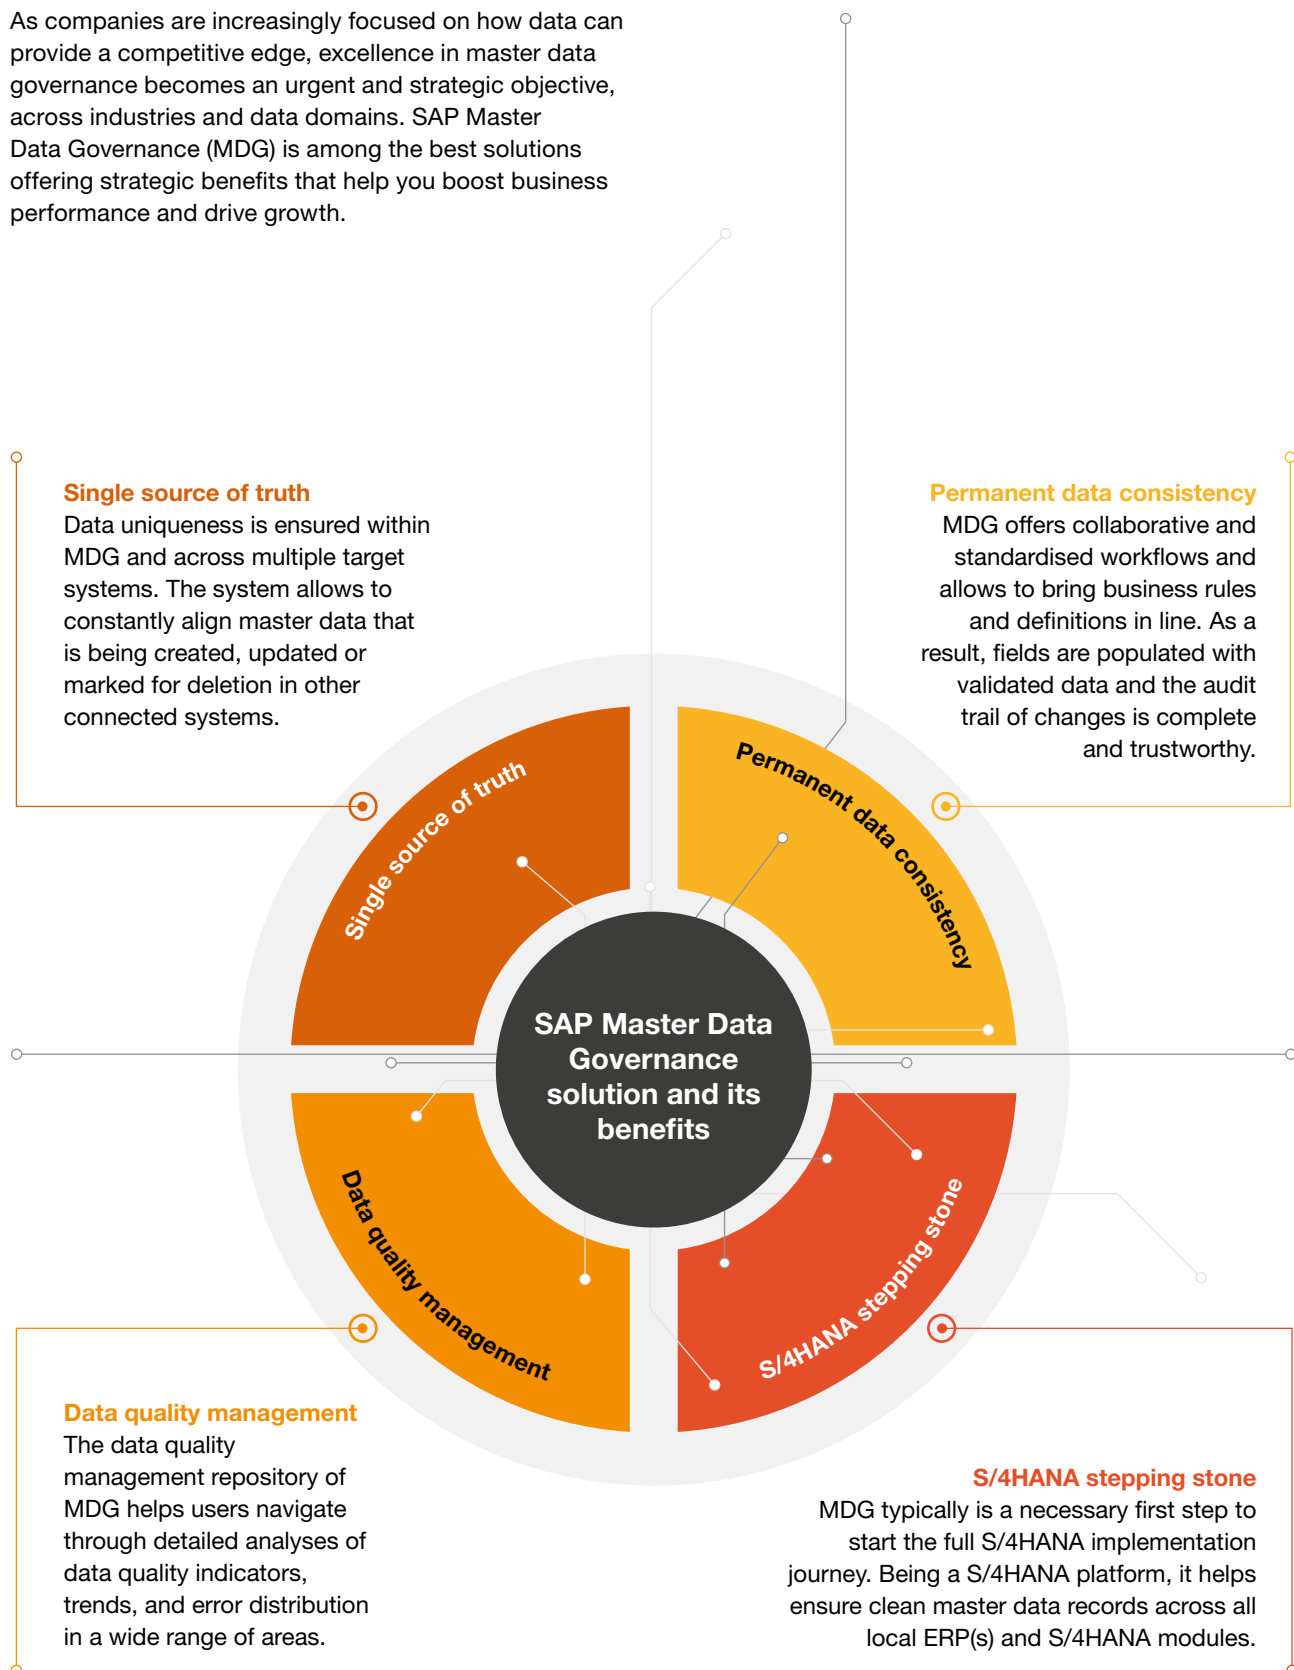 As companies are increasingly focused on how data can
provide a competitive edge, excellence in master data
governance becomes an urgent and strategic objective,
across industries and data domains. SAP Master
Data Governance (MDG) is among the best solutions
offering strategic benefits that help you boost business
performance and drive growth.
Single source of truth
Data uniqueness is ensured within
MDG and across multiple target
systems. The system allows to
constantly align master data that
is being created, updated or
marked for deletion in other
connected systems.
Permanent data consistency
MDG offers collaborative and
standardised workflows and
allows to bring business rules
and definitions in line. As a
result, fields are populated with
validated data and the audit
trail of changes is complete
and trustworthy.
Single source of truth
Permanent data consistency
SAP Master Data
Governance
solution and its
benefits
Data quality management
S/4HANA stepping stone
Data quality management
The data quality
management repository of
MDG helps users navigate
through detailed analyses of
data quality indicators,
trends, and error distribution
in a wide range of areas.
S/4HANA stepping stone
MDG typically is a necessary first step to
start the full S/4HANA implementation
journey. Being a S/4HANA platform, it helps
ensure clean master data records across all
local ERP(s) and S/4HANA modules.